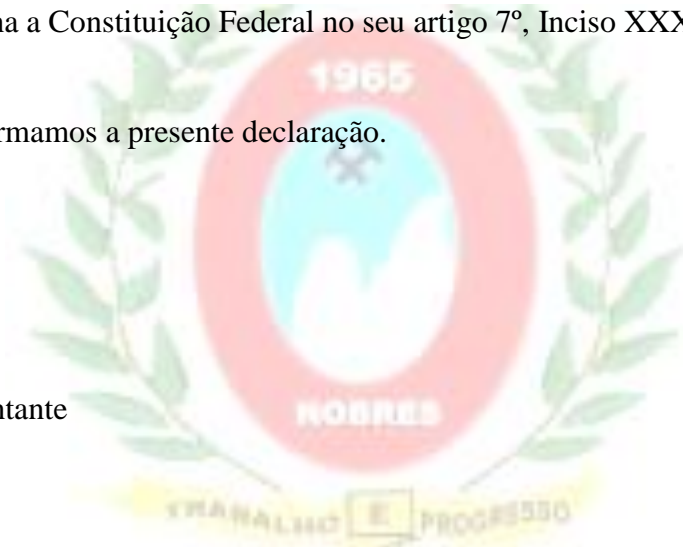 na a Constituição Federal no seu artigo 7º, Inciso XXX
1965
rmamos a presente declaração.
ntante
NOBRES
TRABALHO E PROGRESSO